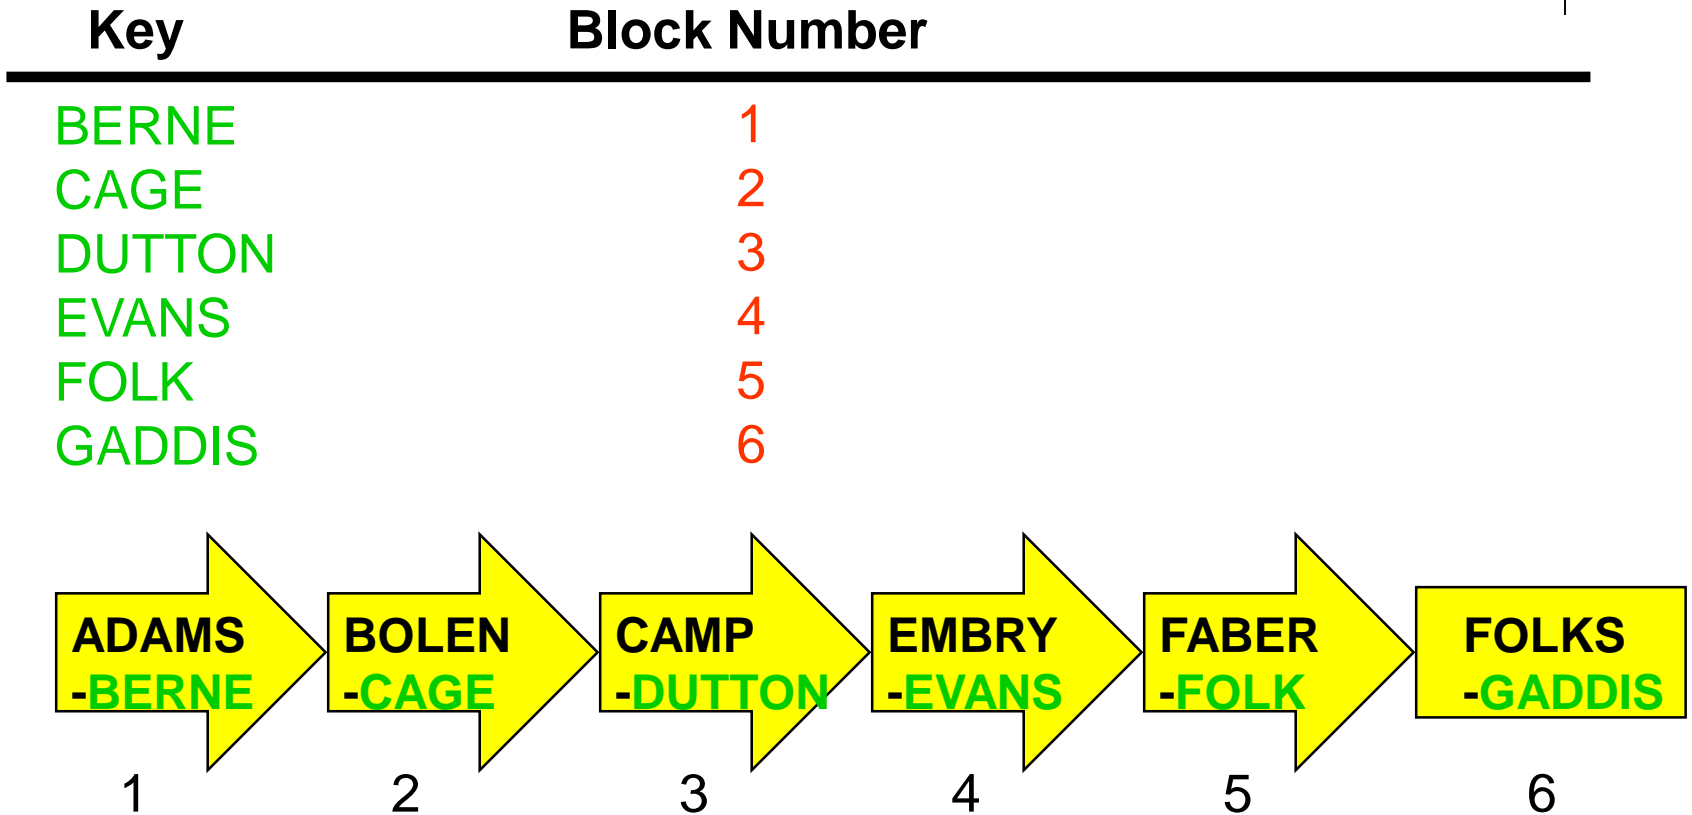 Key Block Number
BERNE 1
CAGE 2
DUTTON 3
EVANS 4
FOLK 5
GADDIS 6
ADAMS BOLEN CAMP EMBRY FABER FOLKS
-BERNE -CAGE -DUTTON -EVANS -FOLK -GADDIS
1 2 3 4 5 6